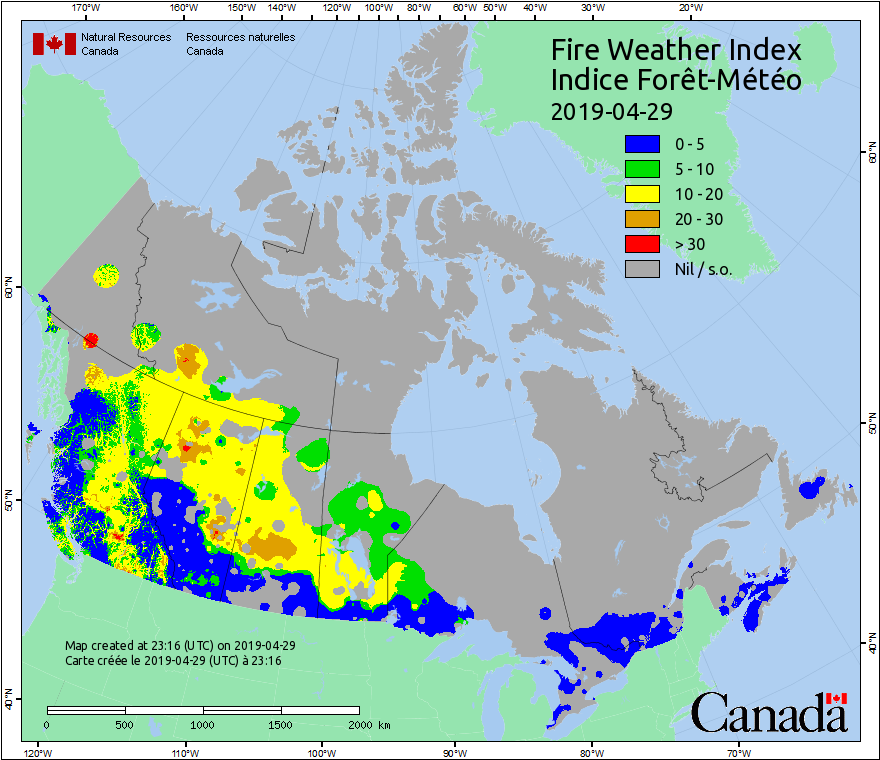 170°W 160°W 150°W 140°W 130°W 120°W 110°W 100°W 90°W 80°W 60°W 50°W 40°W 30°W 20°W
Natural Resources Ressources naturelles
Canada Canada
Fire Weather Index
Indice Forêt-Météo
2019-04-29
0 - 5
5 - 10
10 - 20
20 - 30
> 30
Nil / s.o.
60°N
60°N
50°N
50°N
40°N
40°N
Map created at 23:16 (UTC) on 2019-04-29
Carte créée le 2019-04-29 (UTC) à 23:16
0 500 1000 1500 2000 km
Canada
120°W 110°W 100°W 90°W 80°W 70°W